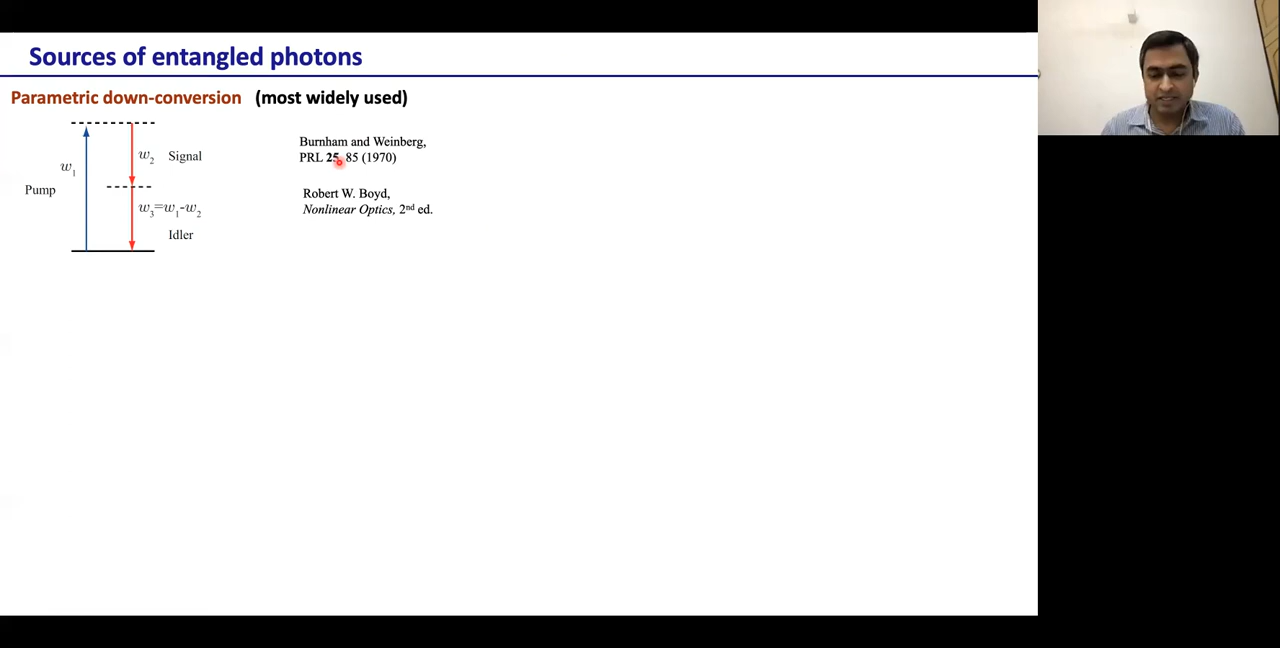 Sources of entangled photons
Parametric down-conversion (most widely used)
w₁
Pump
w₂ Signal
w₃=w₁-w₂
Idler
Burnham and Weinberg,
PRL 25, 85 (1970)
Robert W. Boyd,
Nonlinear Optics, 2nd ed.